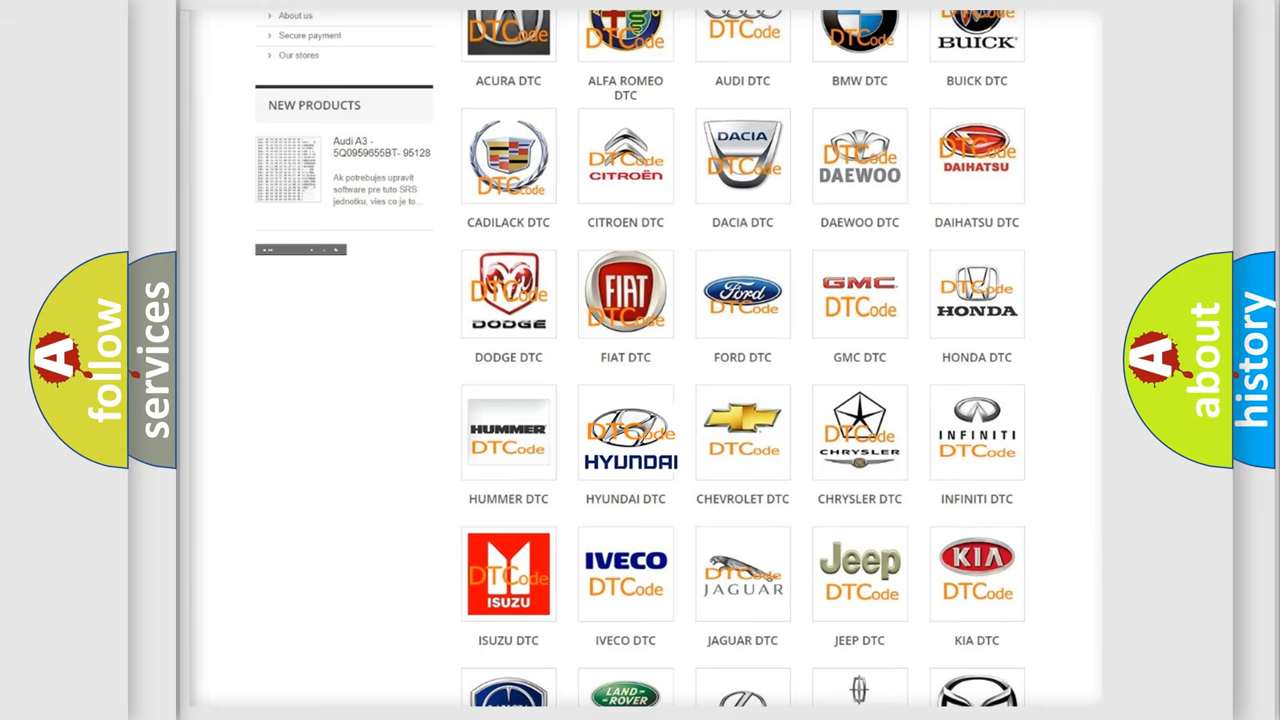 About us
Secure payment
Our stores
NEW PRODUCTS
Audi A3 -
5Q0959655BT- 95128
Ak potrebujes upravit
software pre tuto SRS
jednotku, vies co je to...
DTCode
DTCode
DTCode
DTCode
BUICK
ACURA DTC
ALFA ROMEO
DTC
AUDI DTC
BMW DTC
BUICK DTC
DTCode
DTCode
CITROËN
DACIA
DTCode
DTCode
DAEWOO
DTCode
DAIHATSU
CADILACK DTC
CITROEN DTC
DACIA DTC
DAEWOO DTC
DAIHATSU DTC
DTCode
DODGE
FIAT
DTCode
Ford
DTCode
GMC
DTCode
DTCode
HONDA
DODGE DTC
FIAT DTC
FORD DTC
GMC DTC
HONDA DTC
HUMMER
DTCode
DTCode
HYUNDAI
DTCode
DTCode
CHRYSLER
INFINITI
DTCode
HUMMER DTC
HYUNDAI DTC
CHEVROLET DTC
CHRYSLER DTC
INFINITI DTC
DTCode
ISUZU
IVECO
DTCode
DTCode
JAGUAR
Jeep
DTCode
KIA
DTCode
ISUZU DTC
IVECO DTC
JAGUAR DTC
JEEP DTC
KIA DTC
LAND-
ROVER
A
follow
services
A
about
history